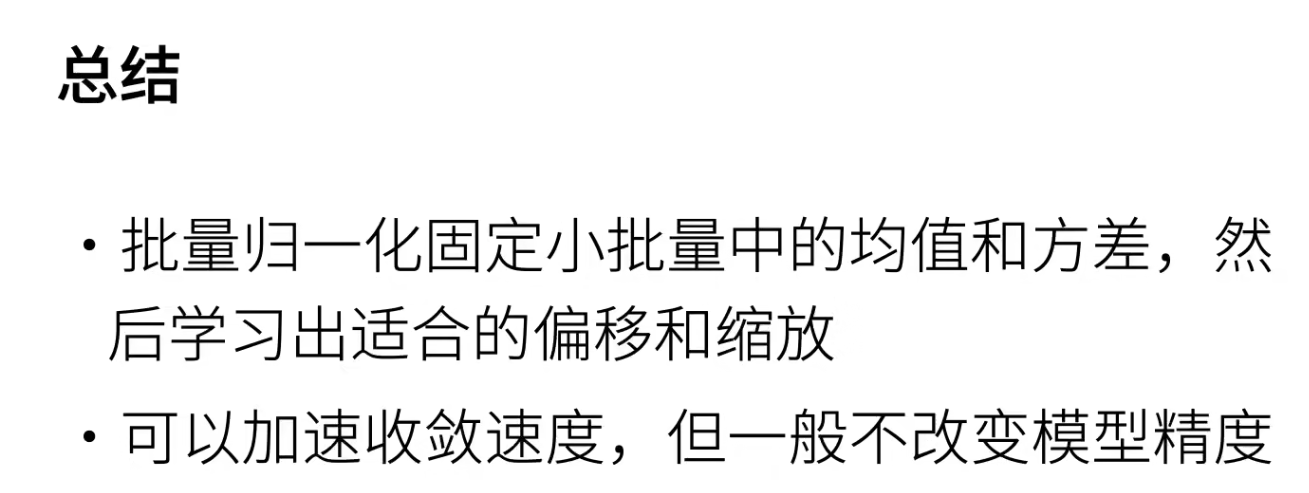 总结
• 批量归一化固定小批量中的均值和方差，然
后学习出适合的偏移和缩放
• 可以加速收敛速度，但一般不改变模型精度